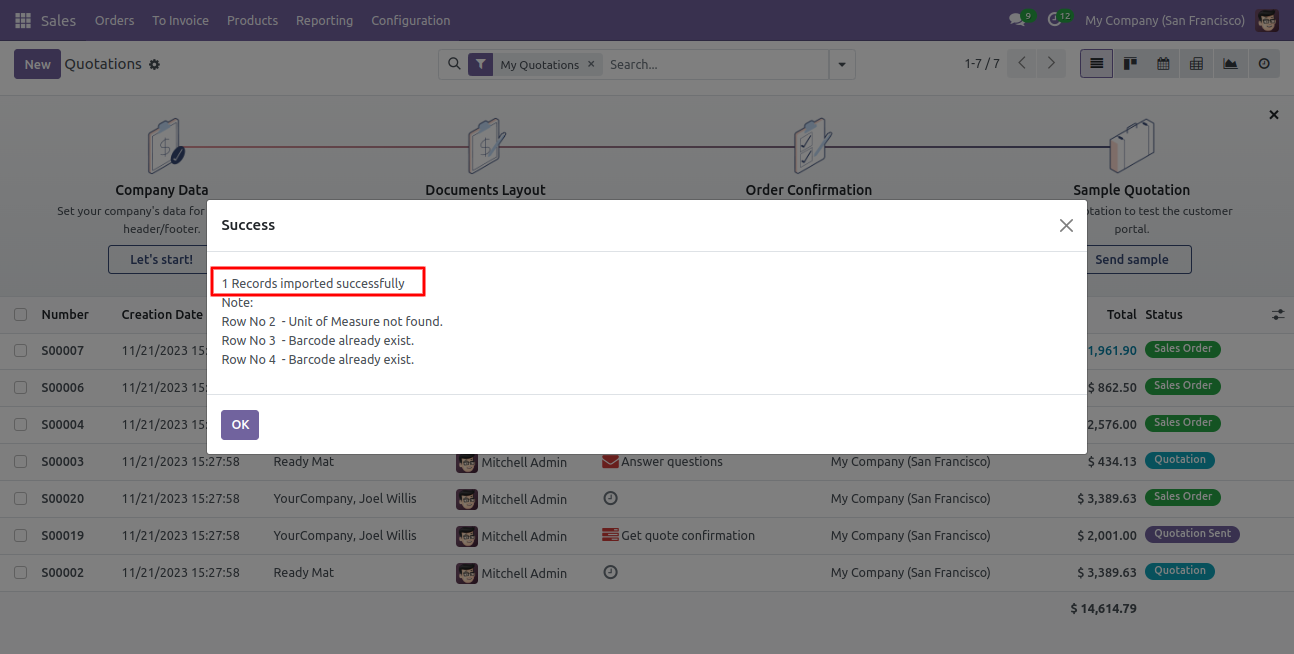 Sales Orders To Invoice Products Reporting Configuration 9 12 My Company (San Francisco)
New Quotations My Quotations × Search... 1-7 / 7
Company Data Documents Layout Order Confirmation Sample Quotation
Set your company's data for otation to test the customer
header/footer. portal.
Let's start! Send sample
Success
1 Records imported successfully
Note:
Row No 2 - Unit of Measure not found.
Row No 3 - Barcode already exist.
Row No 4 - Barcode already exist.
OK
Number Creation Date Total Status
S00007 11/21/2023 15: 1,961.90 Sales Order
S00006 11/21/2023 15: $ 862.50 Sales Order
S00004 11/21/2023 15: 2,576.00 Sales Order
S00003 11/21/2023 15:27:58 Ready Mat Mitchell Admin Answer questions My Company (San Francisco) $ 434.13 Quotation
S00020 11/21/2023 15:27:58 YourCompany, Joel Willis Mitchell Admin My Company (San Francisco) $ 3,389.63 Sales Order
S00019 11/21/2023 15:27:58 YourCompany, Joel Willis Mitchell Admin Get quote confirmation My Company (San Francisco) $ 2,001.00 Quotation Sent
S00002 11/21/2023 15:27:58 Ready Mat Mitchell Admin My Company (San Francisco) $ 3,389.63 Quotation
$ 14,614.79